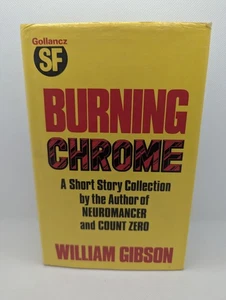 Gollancz
SF
BURNING
CHROME
A Short Story Collection
by the Author of
NEUROMANCER
and COUNT ZERO
WILLIAM GIBSON